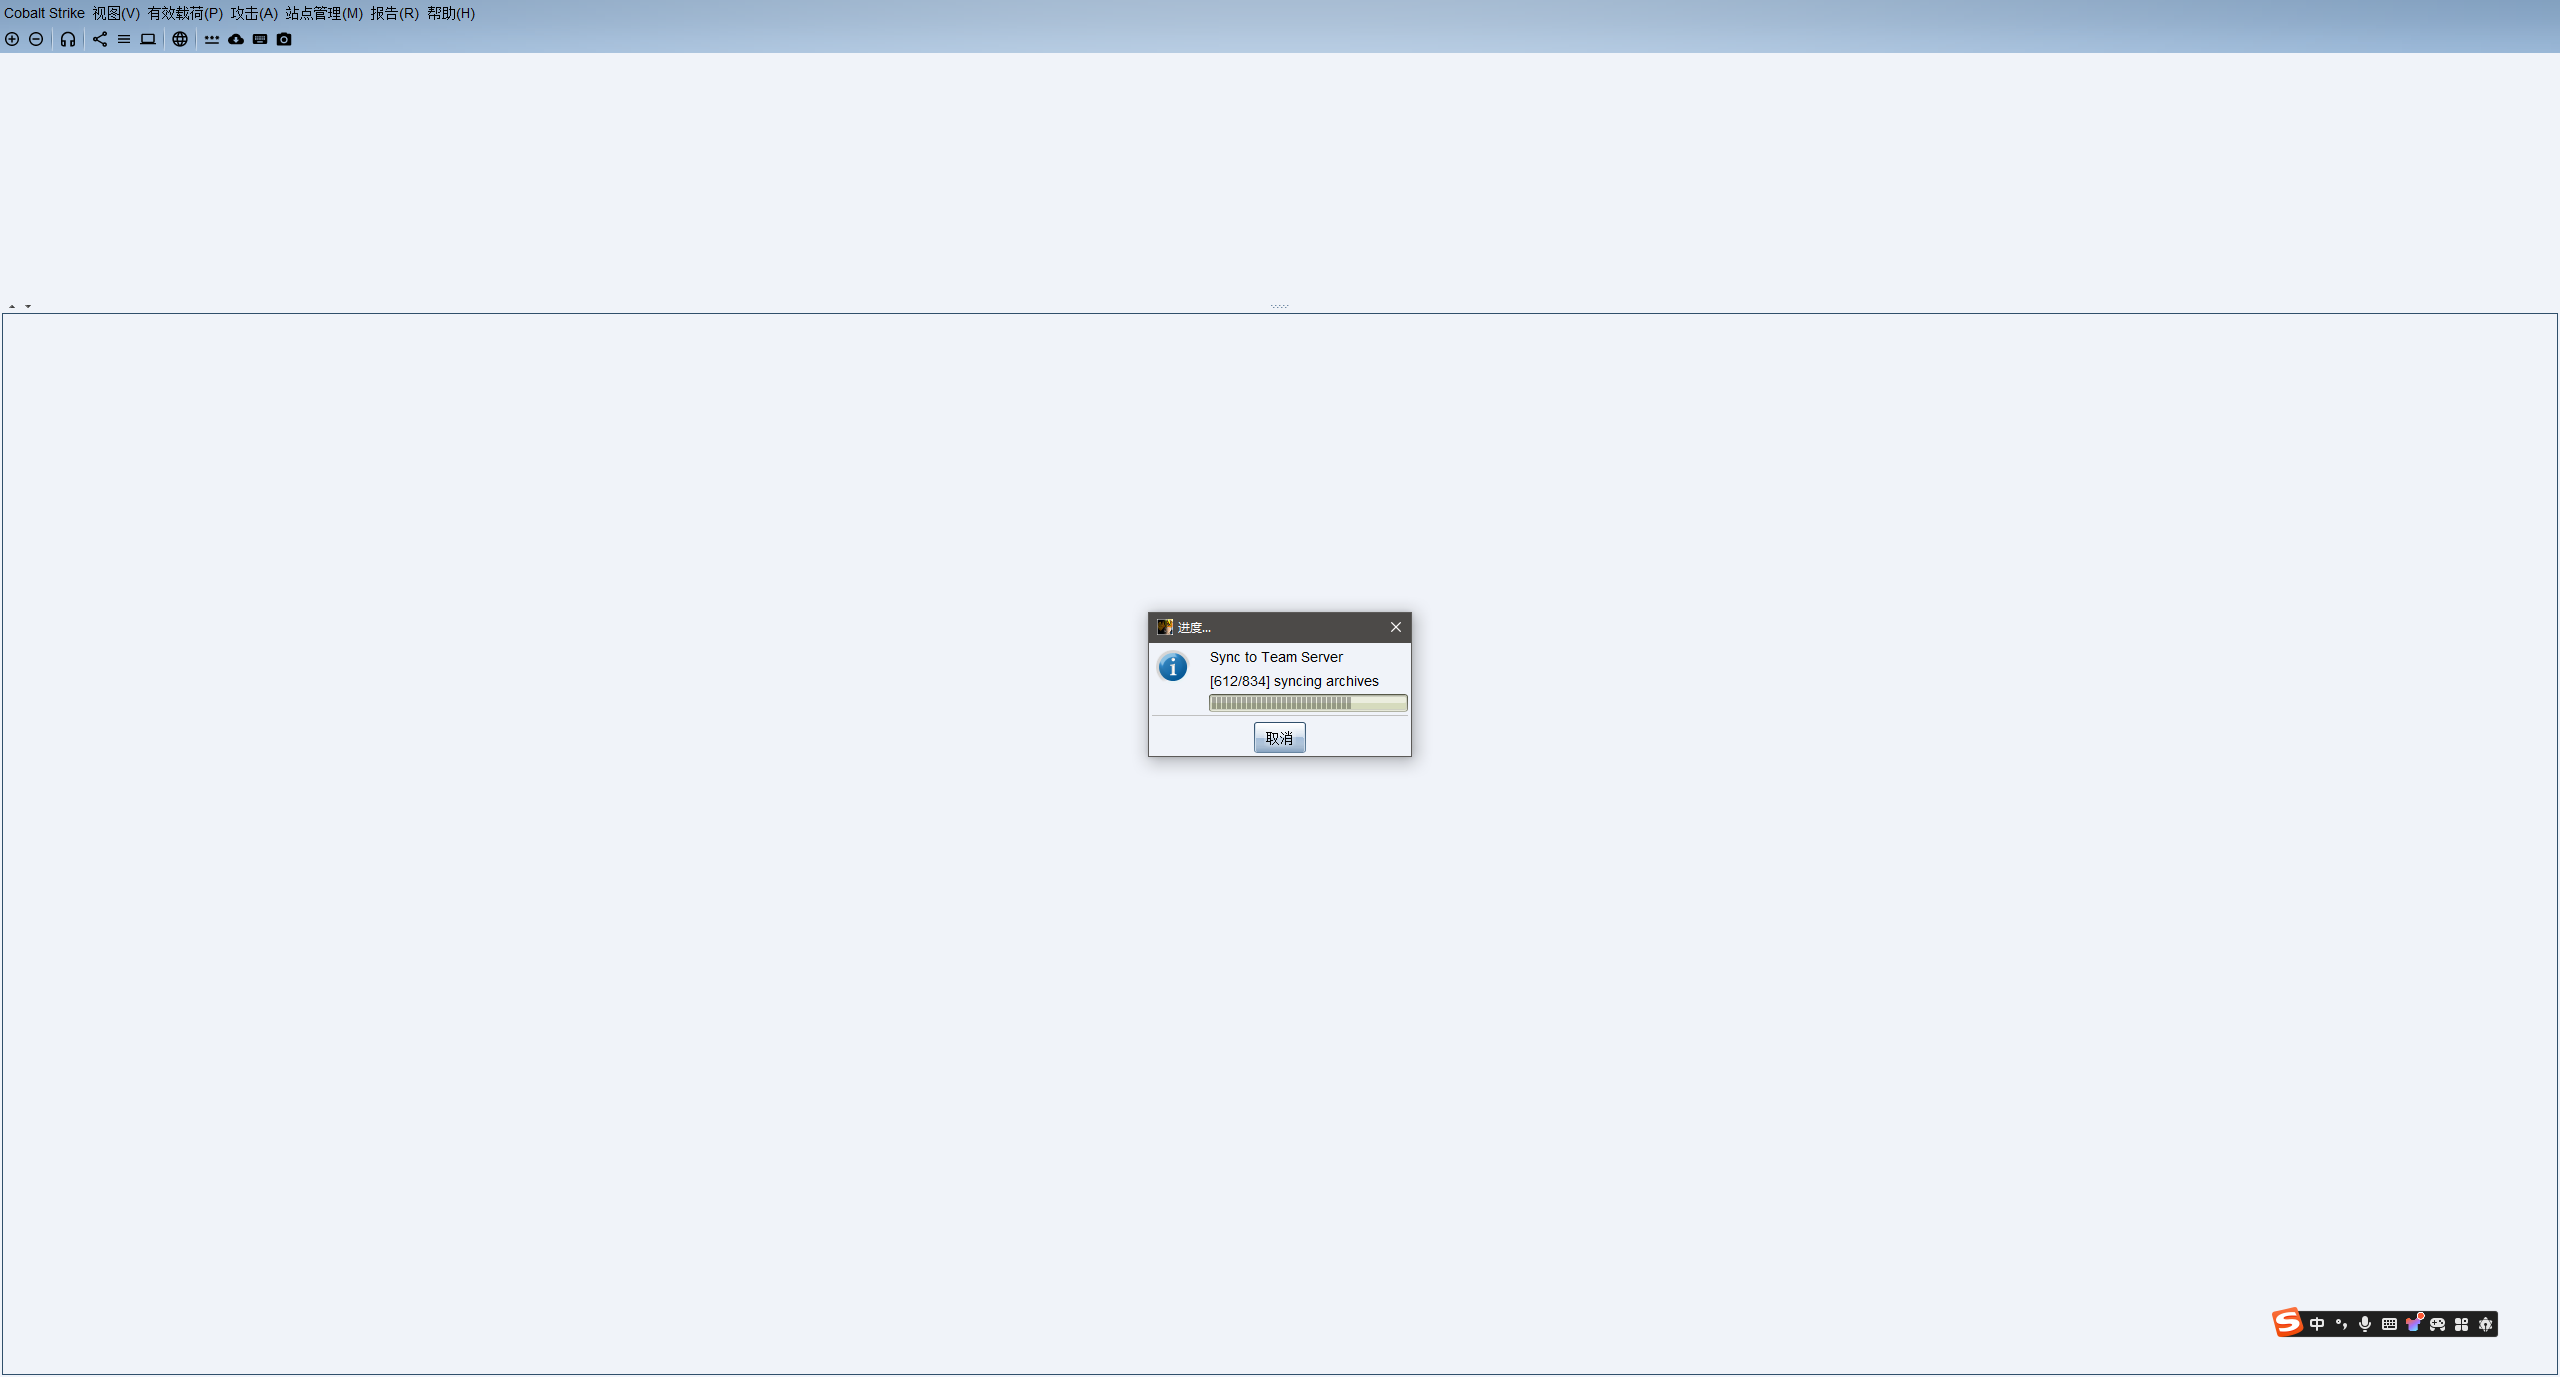 Cobalt Strike 视图(V) 有效载荷(P) 攻击(A) 站点管理(M) 报告(R) 帮助(H)
进度...
Sync to Team Server
[612/834] syncing archives
取消
中